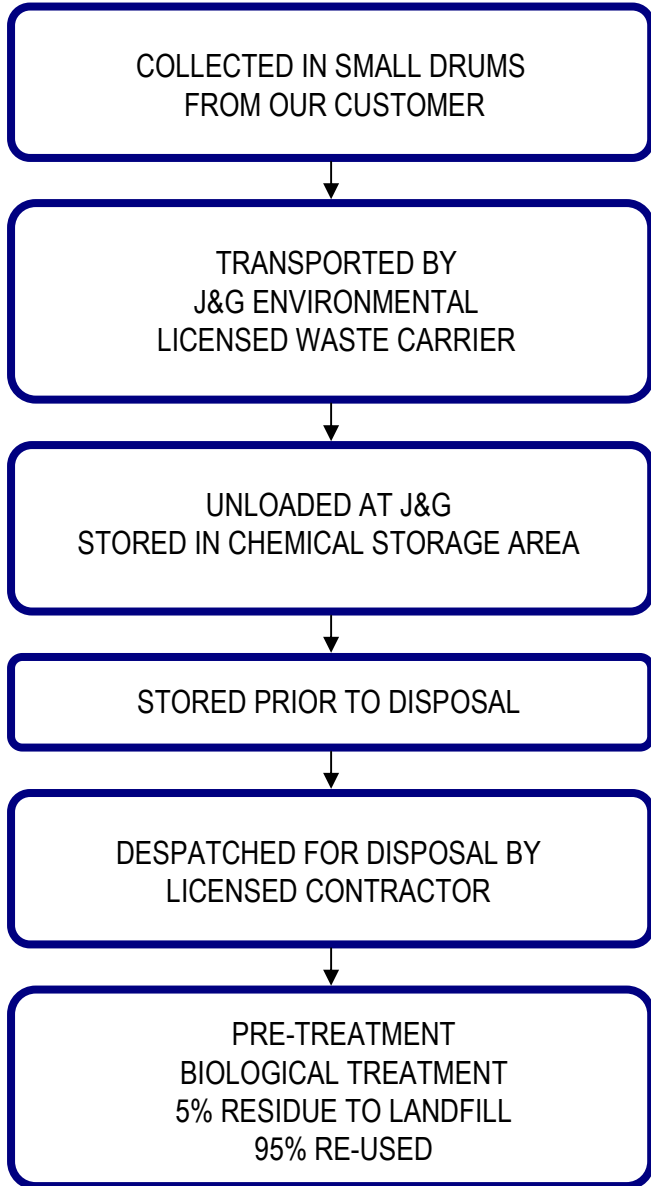 COLLECTED IN SMALL DRUMS
FROM OUR CUSTOMER
TRANSPORTED BY
J&G ENVIRONMENTAL
LICENSED WASTE CARRIER
UNLOADED AT J&G
STORED IN CHEMICAL STORAGE AREA
STORED PRIOR TO DISPOSAL
DESPATCHED FOR DISPOSAL BY
LICENSED CONTRACTOR
PRE-TREATMENT
BIOLOGICAL TREATMENT
5% RESIDUE TO LANDFILL
95% RE-USED